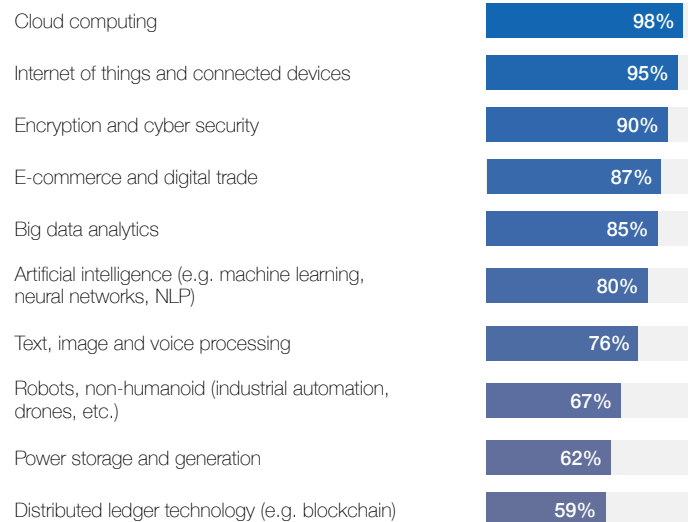 Cloud computing 98%
Internet of things and connected devices 95%
Encryption and cyber security 90%
E-commerce and digital trade 87%
Big data analytics 85%
Artificial intelligence (e.g. machine learning,
neural networks, NLP) 80%
Text, image and voice processing 76%
Robots, non-humanoid (industrial automation,
drones, etc.) 67%
Power storage and generation 62%
Distributed ledger technology (e.g. blockchain) 59%